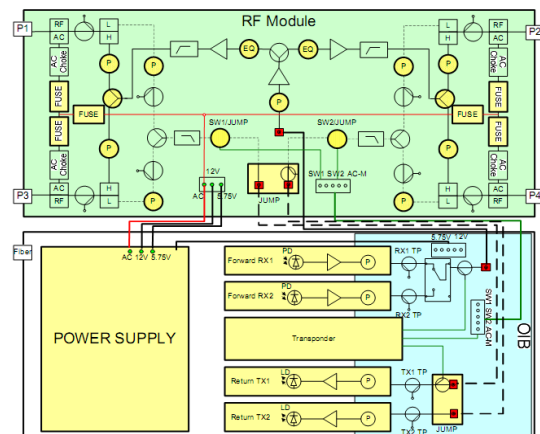 RF Module
P1
RF
AC
L
H
L
H
RF
AC
P2
AC
Choke
P
EQ
P
EQ
P
AC
Choke
FUSE
P
P
P
FUSE
FUSE
FUSE
FUSE
FUSE
AC
Choke
P
SW1/JUMP
SW2/JUMP
P
AC
Choke
12V
AC
5.75V
SW1 SW2 AC-M
P3
AC
RF
H
L
P
JUMP
P
H
L
AC
RF
P4
Fiber
AC 12V 5.75V
POWER SUPPLY
Forward RX1
PD
P
RX1 TP
5.75V 12V
Forward RX2
PD
P
RX2 TP
SW1 SW2 AC-M
OIB
Transponder
Return TX1
LD
P
TX1 TP
Return TX2
LD
P
TX2 TP
JUMP